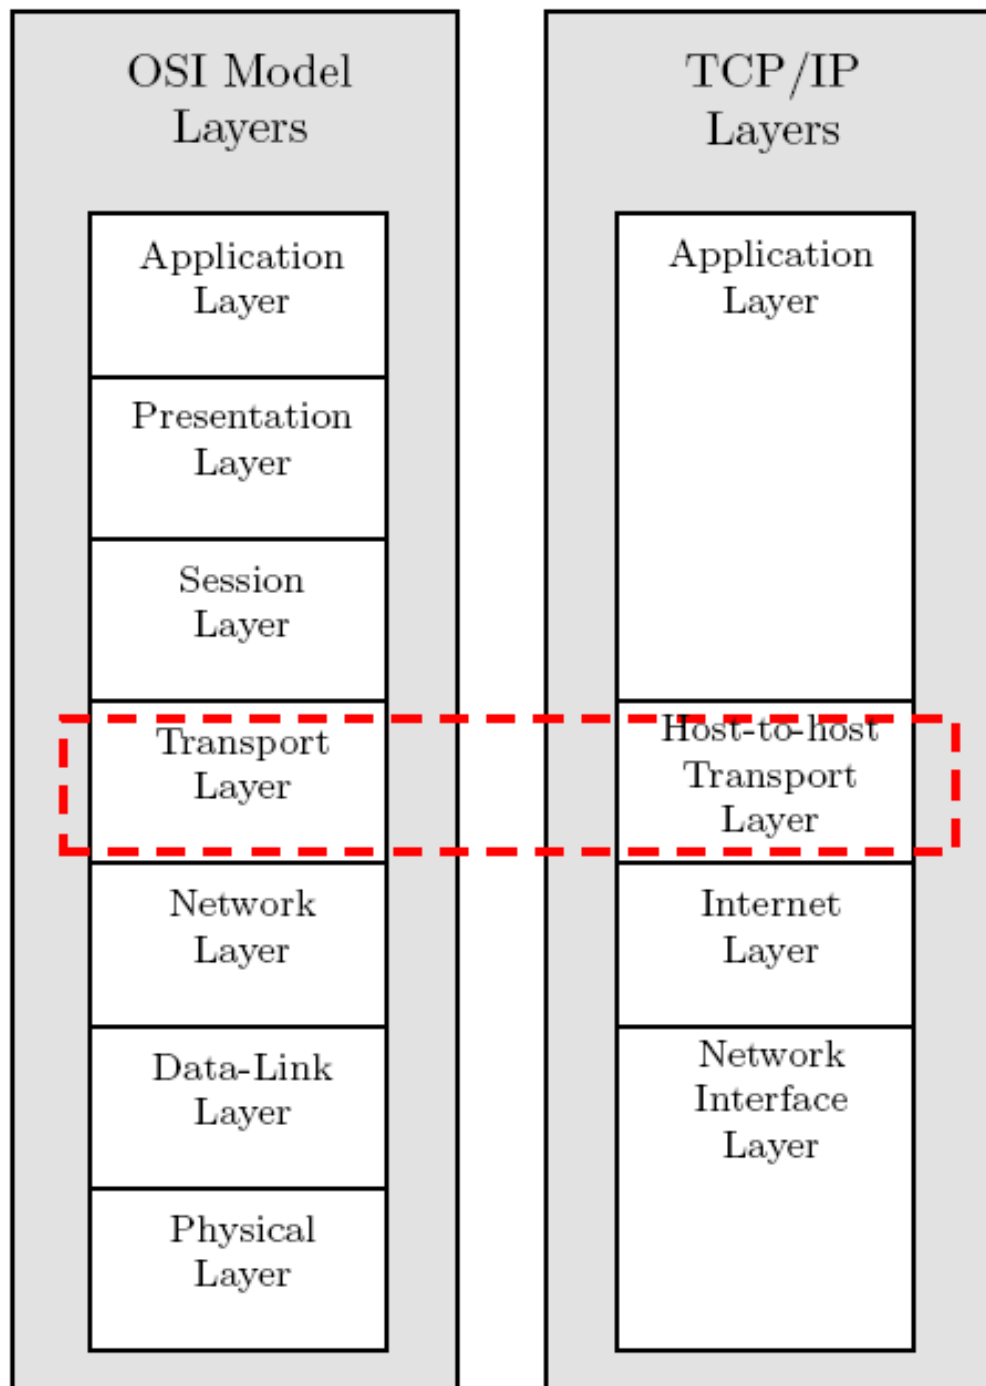 OSI Model
Layers
Application
Layer
Presentation
Layer
Session
Layer
Transport
Layer
Network
Layer
Data-Link
Layer
Physical
Layer
TCP/IP
Layers
Application
Layer
Host-to-host
Transport
Layer
Internet
Layer
Network
Interface
Layer